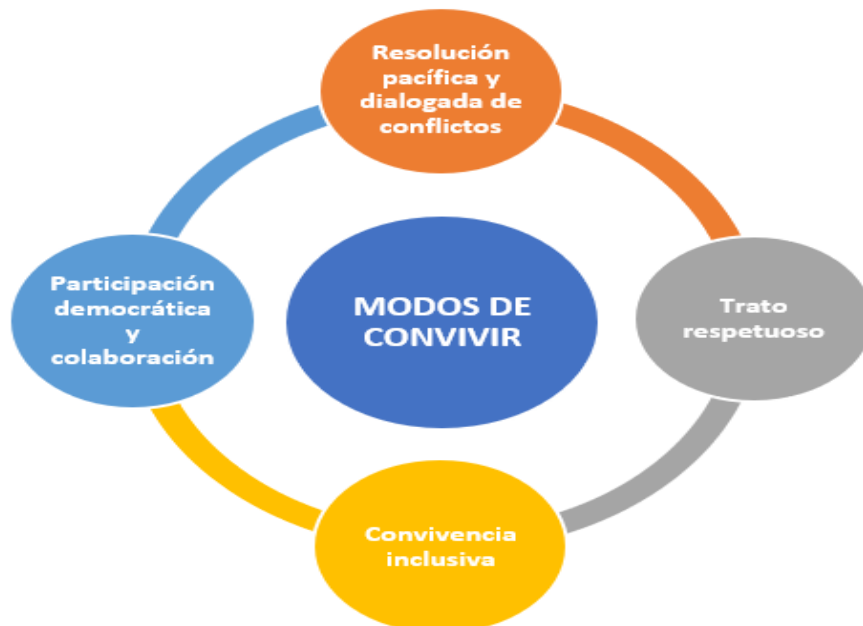 Resolución
pacífica y
dialogada de
conflictos
Participación
democrática
y
colaboración
MODOS DE
CONVIVIR
Trato
respetuoso
Convivencia
inclusiva